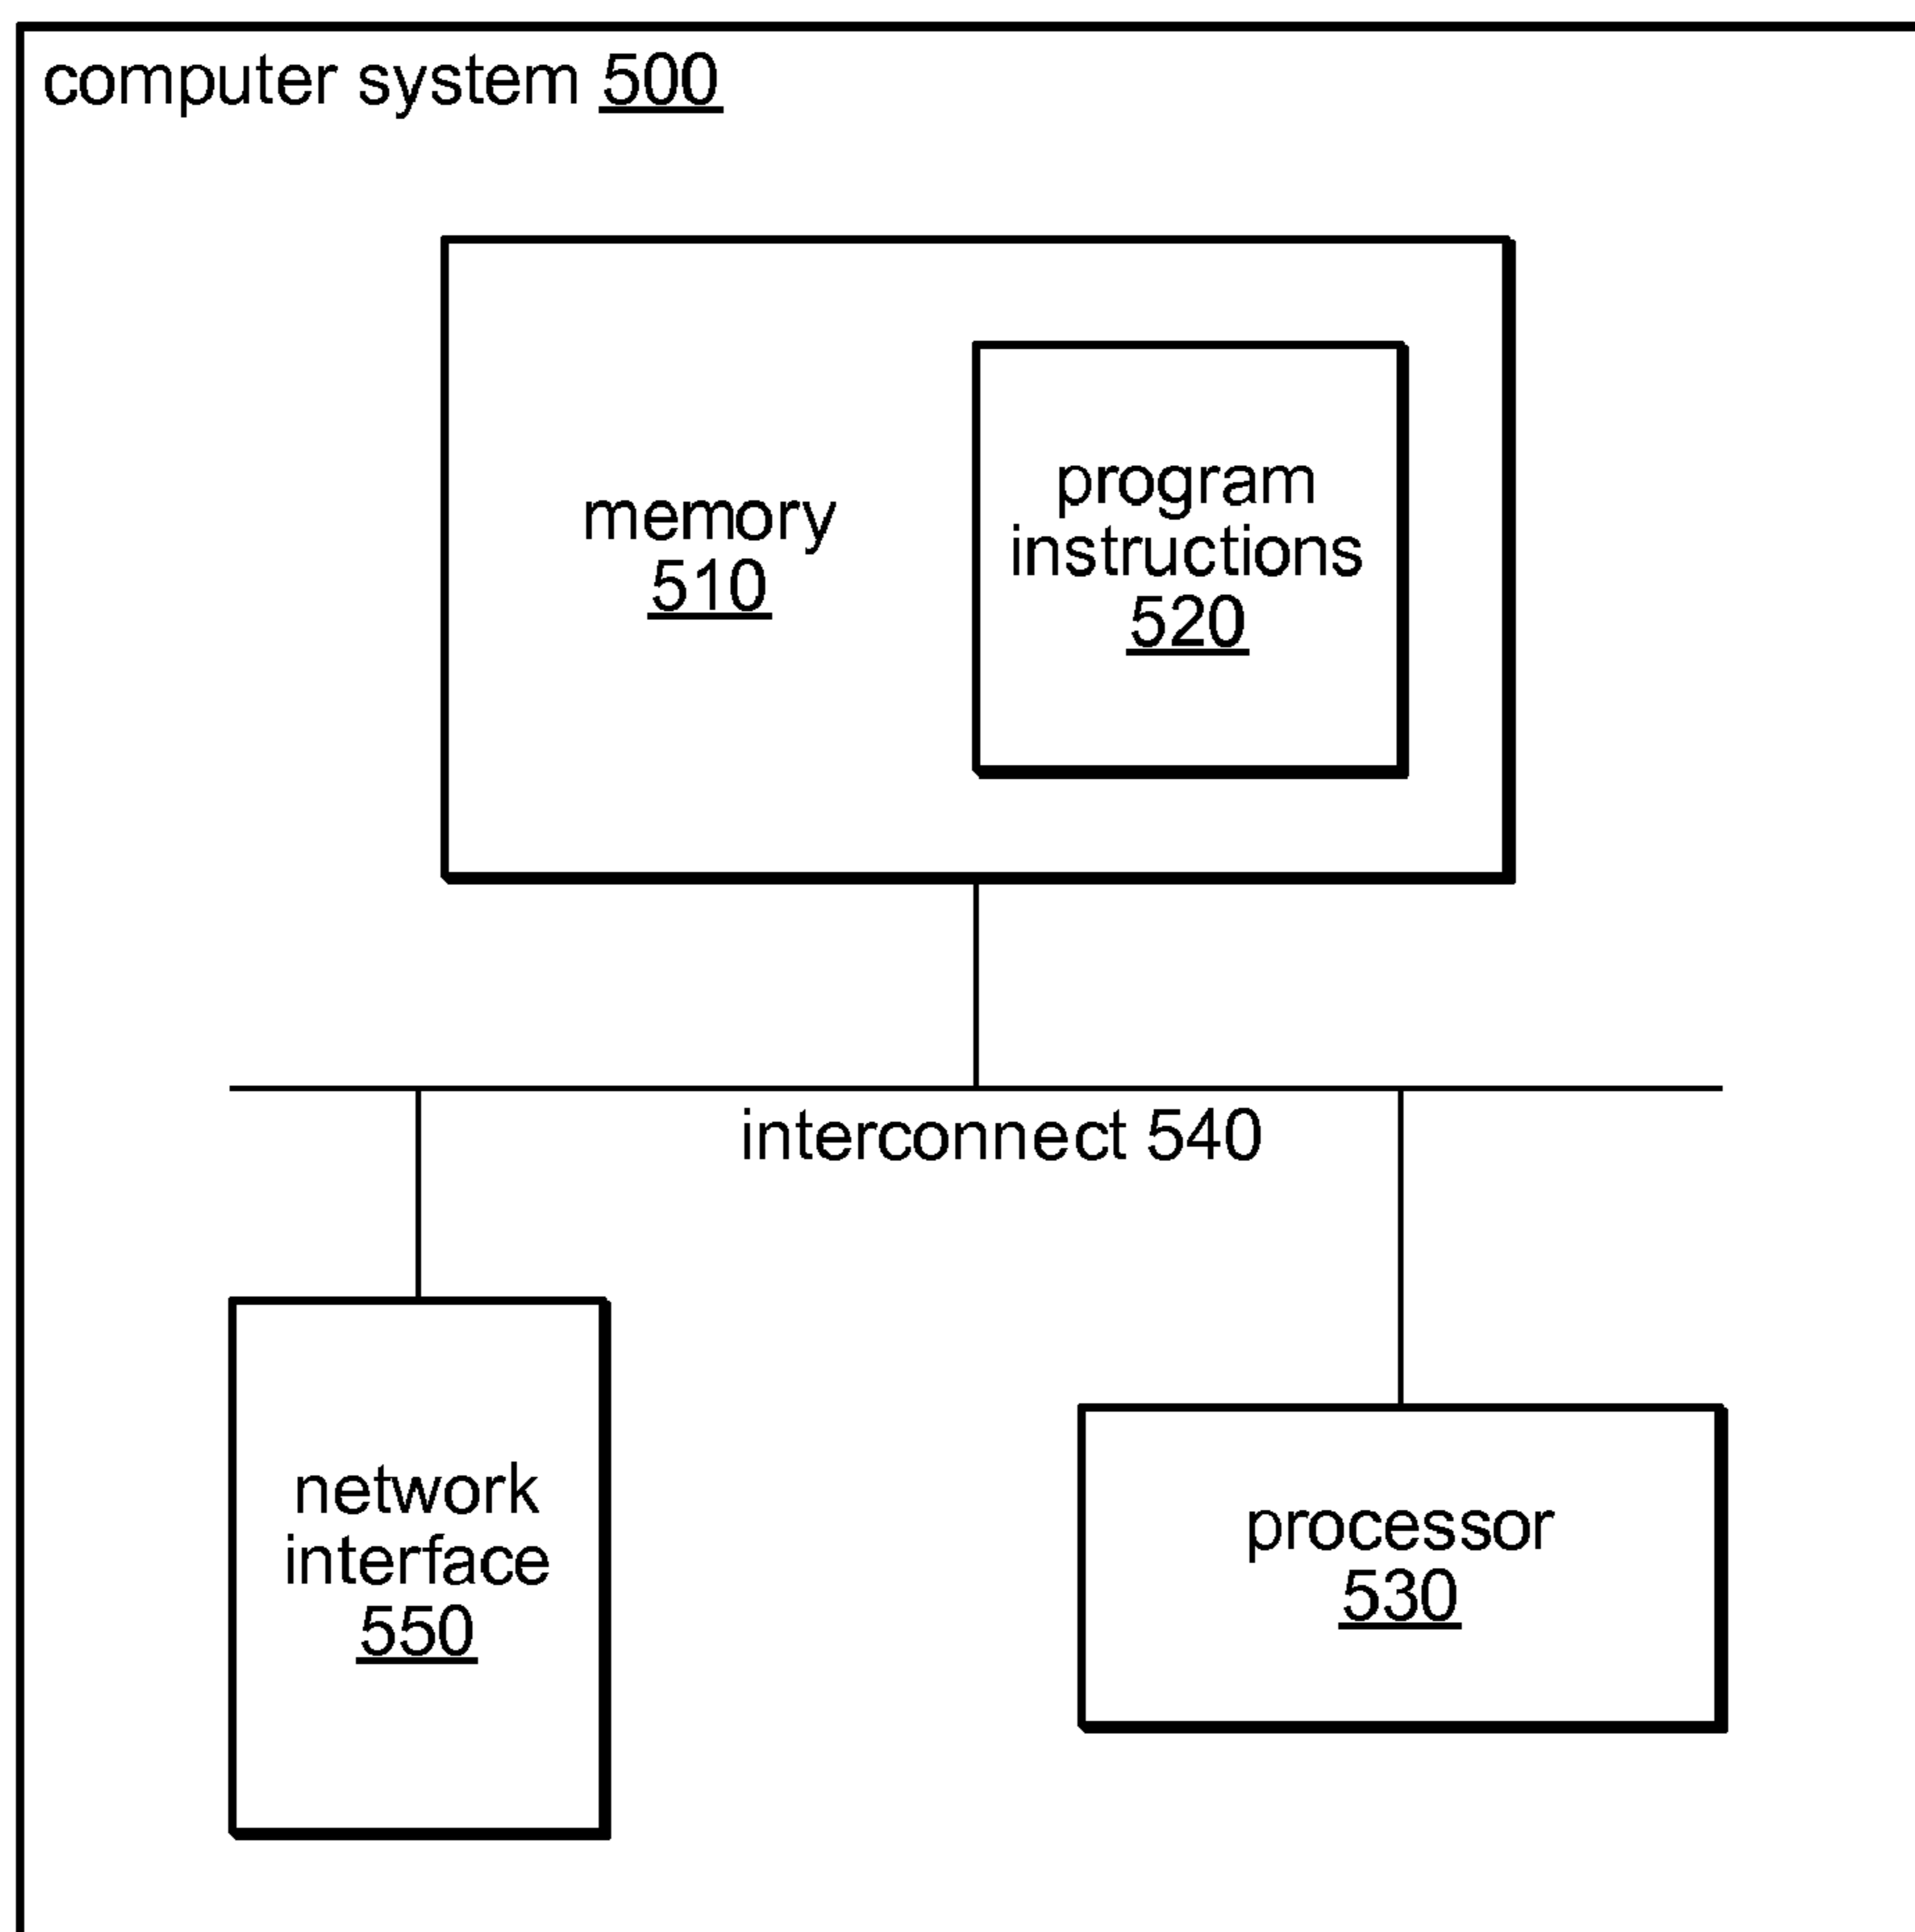 computer system 500
memory
510
program
instructions
520
interconnect 540
network
interface
550
processor
530